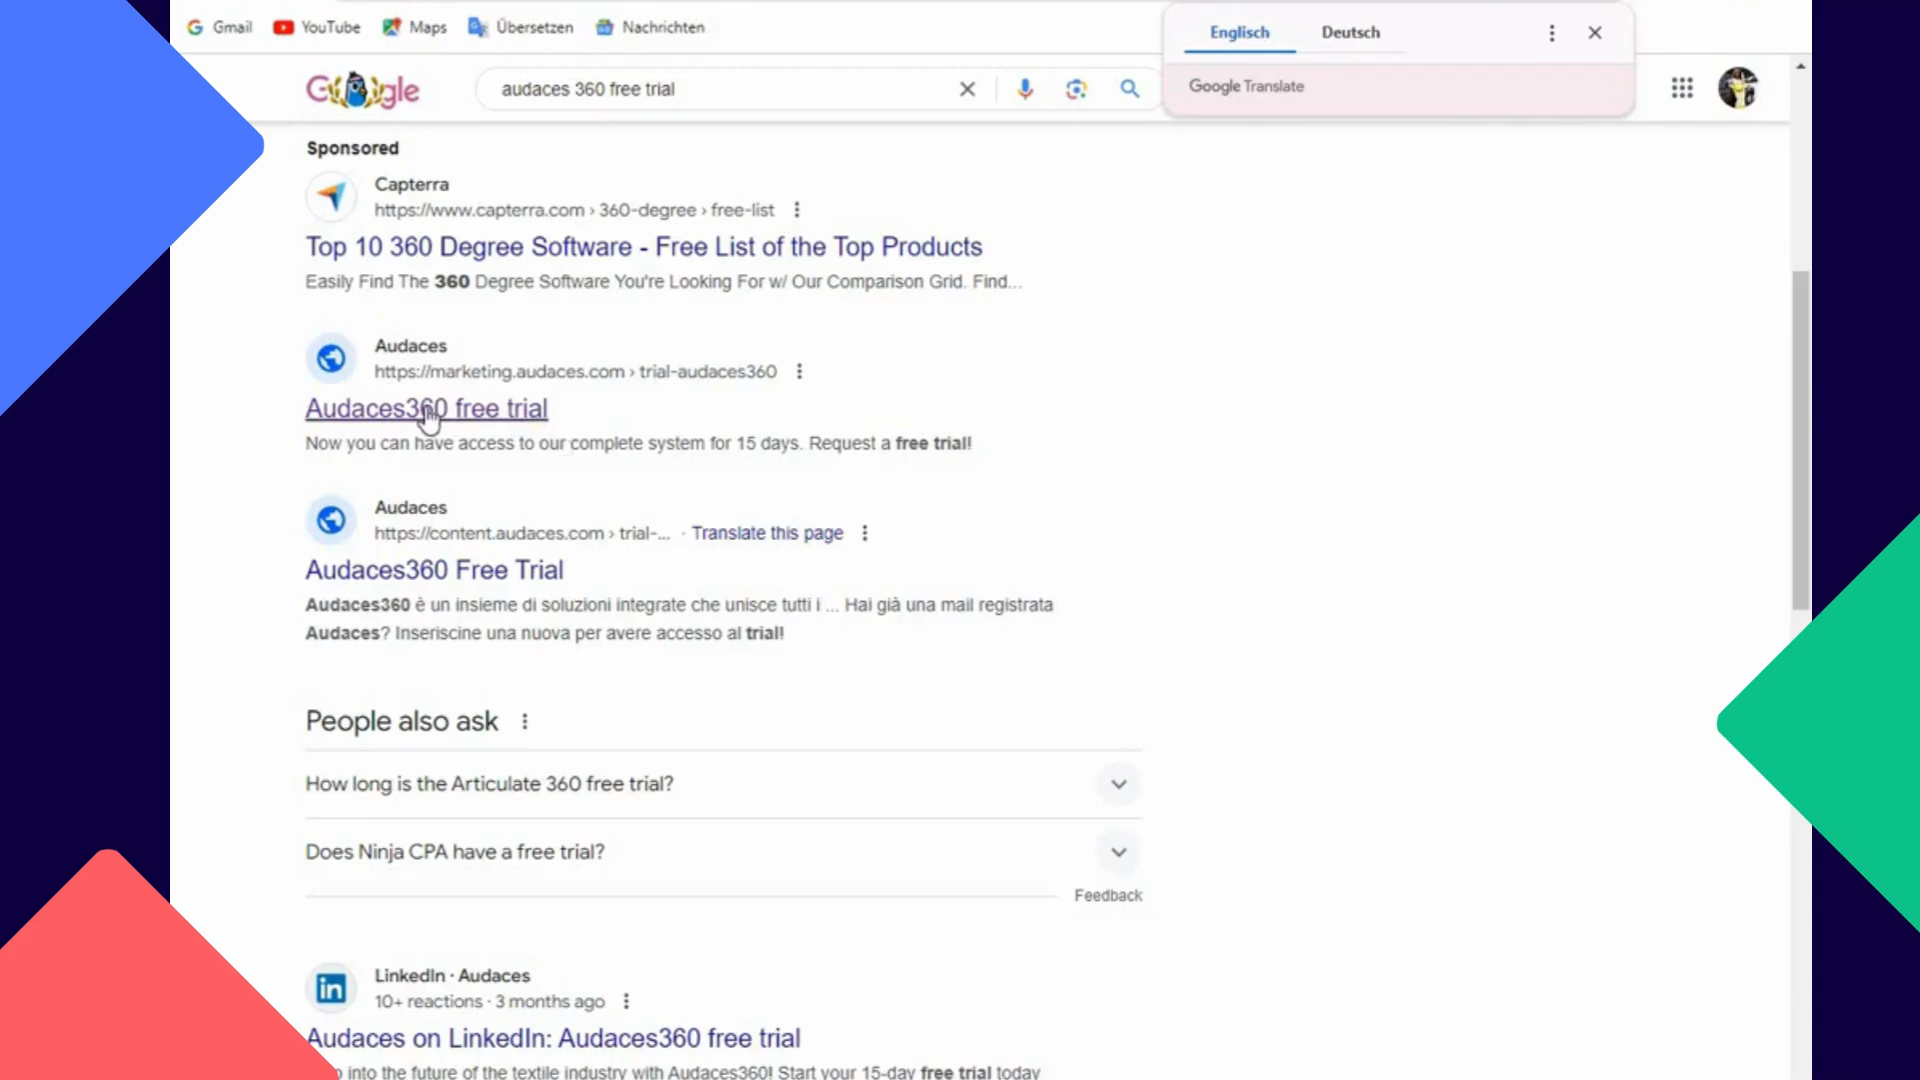 Gmail YouTube Maps Übersetzen Nachrichten
Englisch Deutsch
Google audaces 360 free trial
Google Translate
Sponsored
Capterra
https://www.capterra.com › 360-degree › free-list
Top 10 360 Degree Software - Free List of the Top Products
Easily Find The 360 Degree Software You're Looking For w/ Our Comparison Grid. Find...
Audaces
https://marketing.audaces.com › trial-audaces360
Audaces360 free trial
Now you can have access to our complete system for 15 days. Request a free trial!
Audaces
https://content.audaces.com › trial-... · Translate this page
Audaces360 Free Trial
Audaces360 è un insieme di soluzioni integrate che unisce tutti i ... Hai già una mail registrata
Audaces? Inseriscine una nuova per avere accesso al trial!
People also ask
How long is the Articulate 360 free trial?
Does Ninja CPA have a free trial?
Feedback
in
LinkedIn · Audaces
10+ reactions · 3 months ago
Audaces on LinkedIn: Audaces360 free trial
into the future of the textile industry with Audaces360! Start your 15-day free trial today